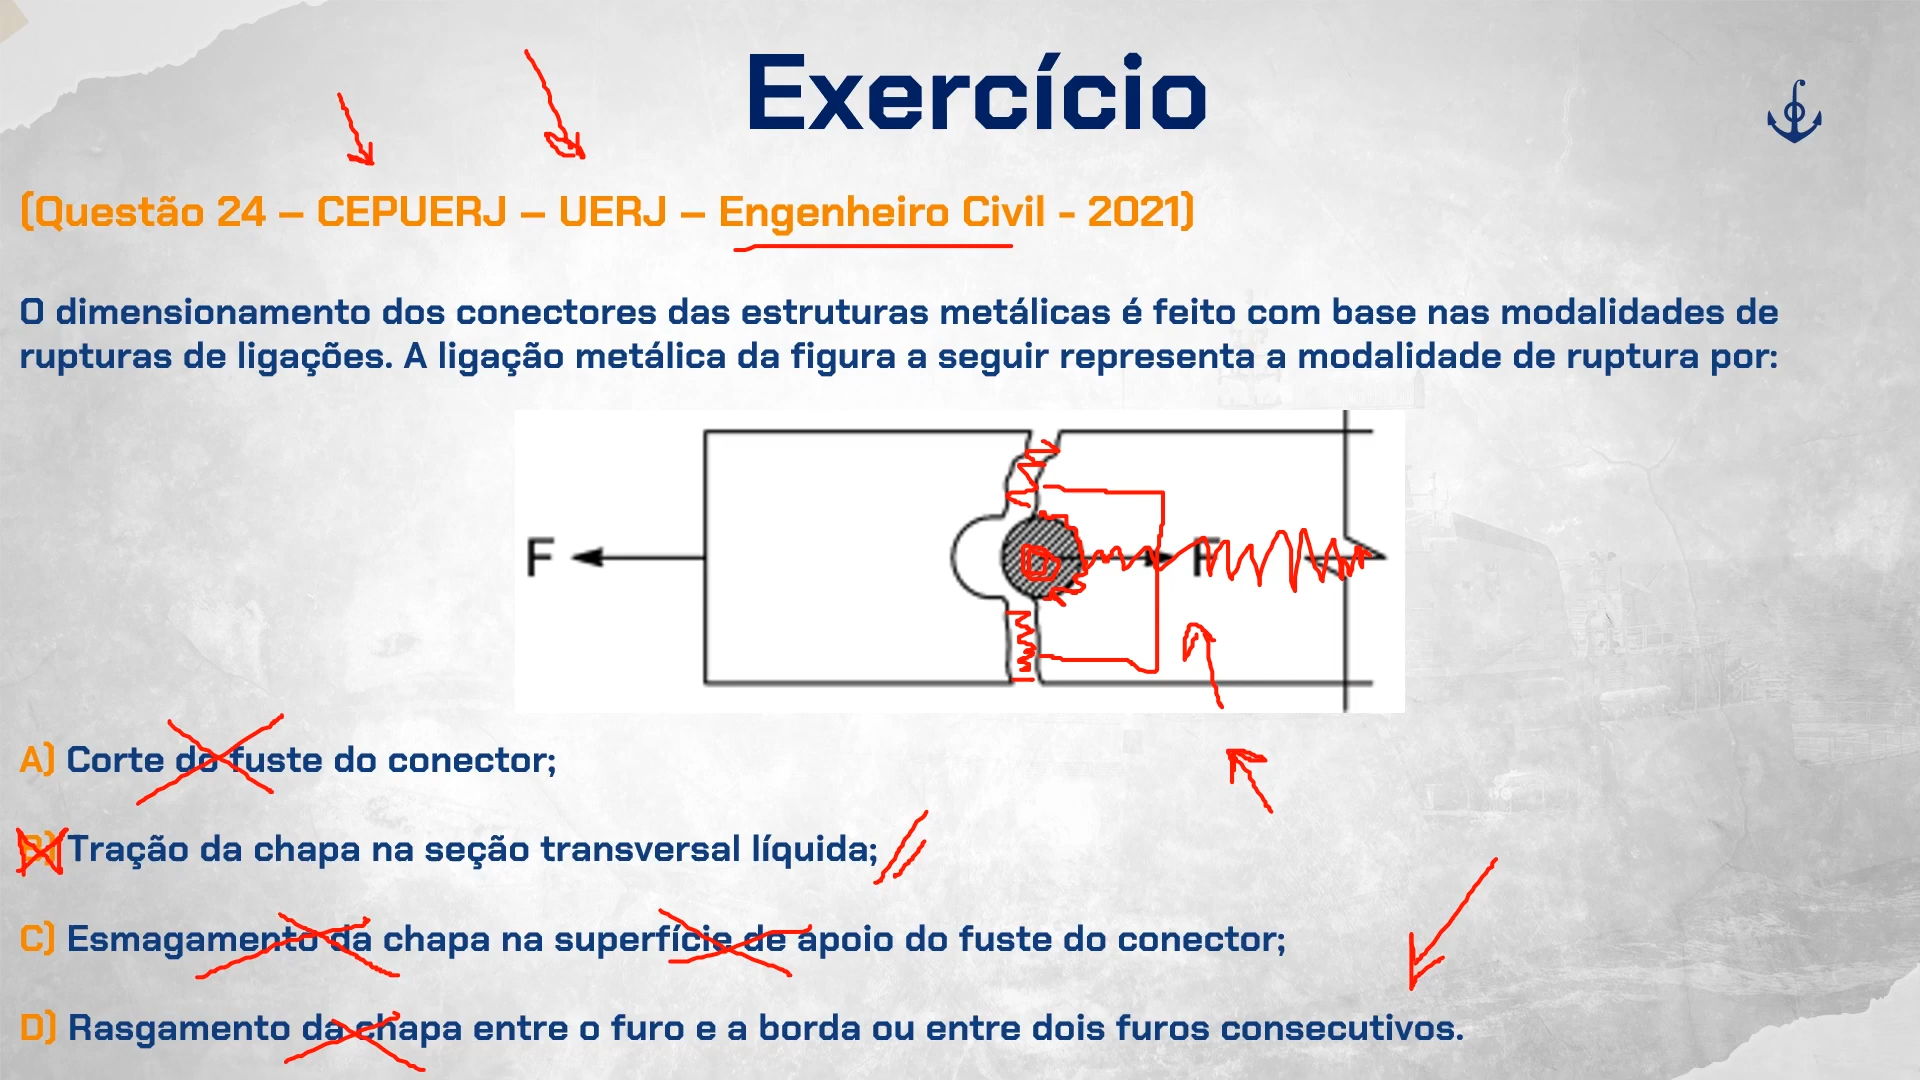 Exercício
(Questão 24 – CEPUERJ – UERJ – Engenheiro Civil - 2021)
O dimensionamento dos conectores das estruturas metálicas é feito com base nas modalidades de
rupturas de ligações. A ligação metálica da figura a seguir representa a modalidade de ruptura por:
F F
A) Corte do fuste do conector;
B) Tração da chapa na seção transversal líquida;
C) Esmagamento da chapa na superfície de apoio do fuste do conector;
D) Rasgamento da chapa entre o furo e a borda ou entre dois furos consecutivos.